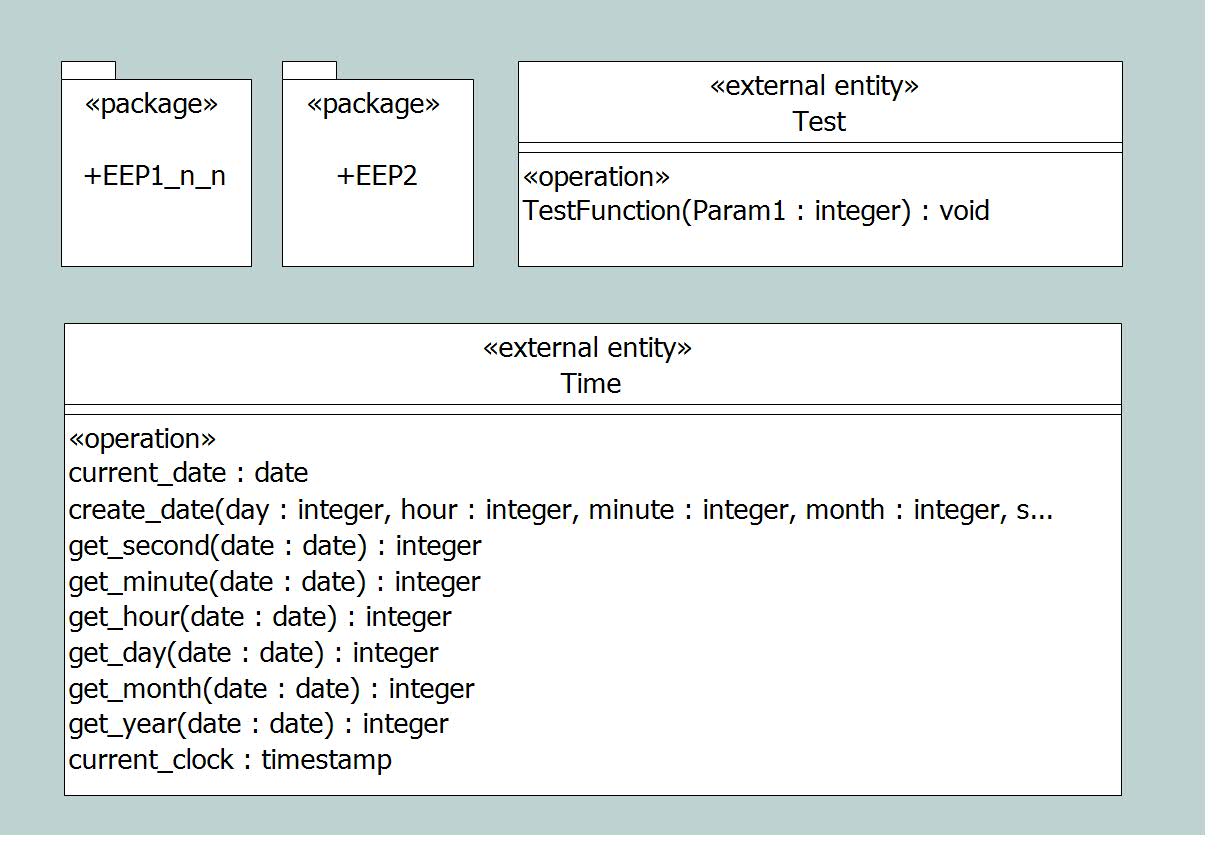 «package»
+EEP1_n_n
«package»
+EEP2
«external entity»
Test
«operation»
TestFunction(Param1 : integer) : void
«external entity»
Time
«operation»
current_date : date
create_date(day : integer, hour : integer, minute : integer, month : integer, s...
get_second(date : date) : integer
get_minute(date : date) : integer
get_hour(date : date) : integer
get_day(date : date) : integer
get_month(date : date) : integer
get_year(date : date) : integer
current_clock : timestamp